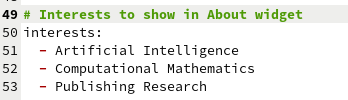 49 # Interests to show in About widget
50 interests:
51   - Artificial Intelligence
52   - Computational Mathematics
53   - Publishing Research